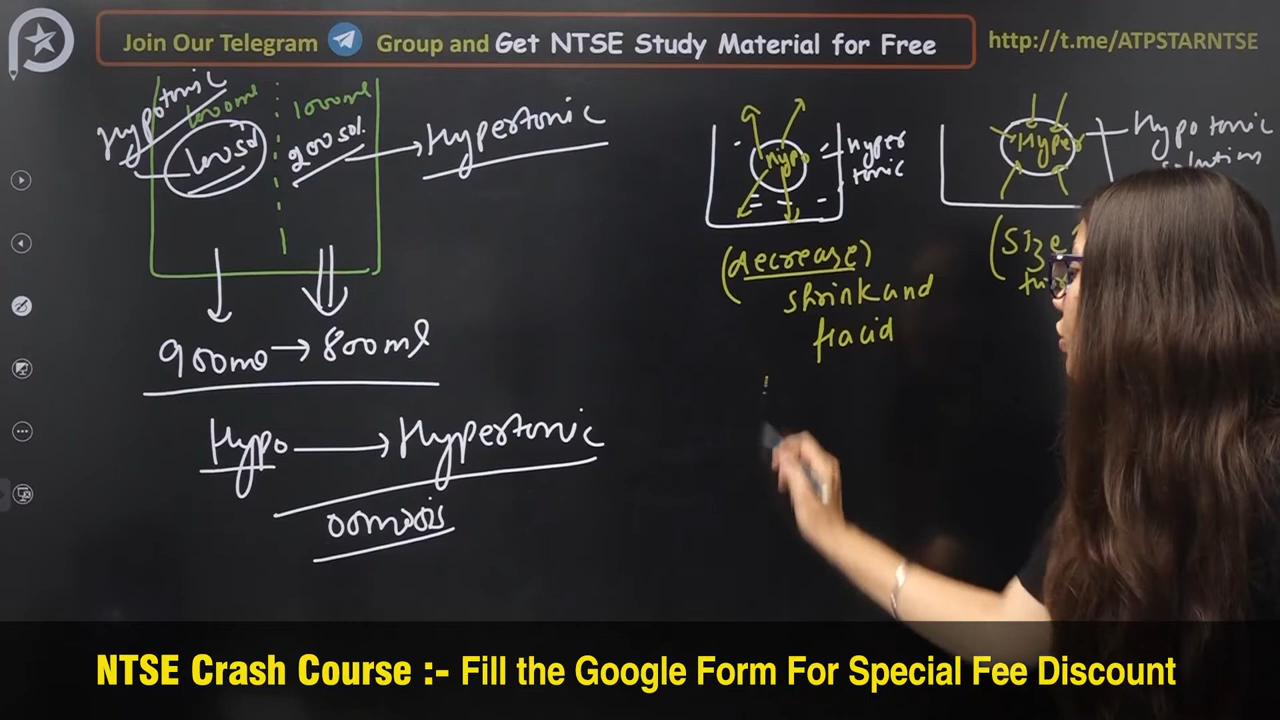 Join Our Telegram Group and Get NTSE Study Material for Free
http://t.me/ATPSTARNTSE
Hypotonic
1000ml
1000ml
100sol
200sol.
Hypertonic
900ml → 800ml
Hypo → Hypertonic
osmosis
Hypo
Hyper
tonic
(decrease)
shrink and
flacid
Hyper
Hypotonic
solution
(Size
NTSE Crash Course :- Fill the Google Form For Special Fee Discount